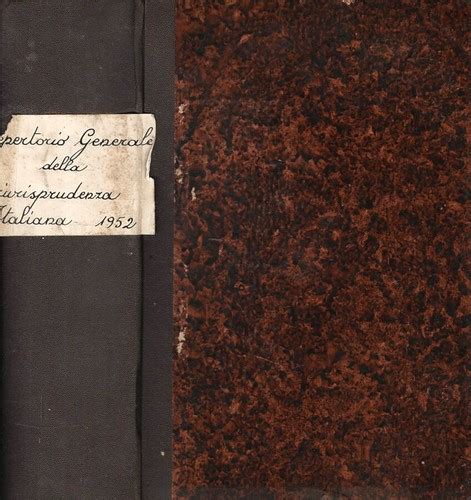 epertorio Generale
della
iurisprudenza
Italiana 1952